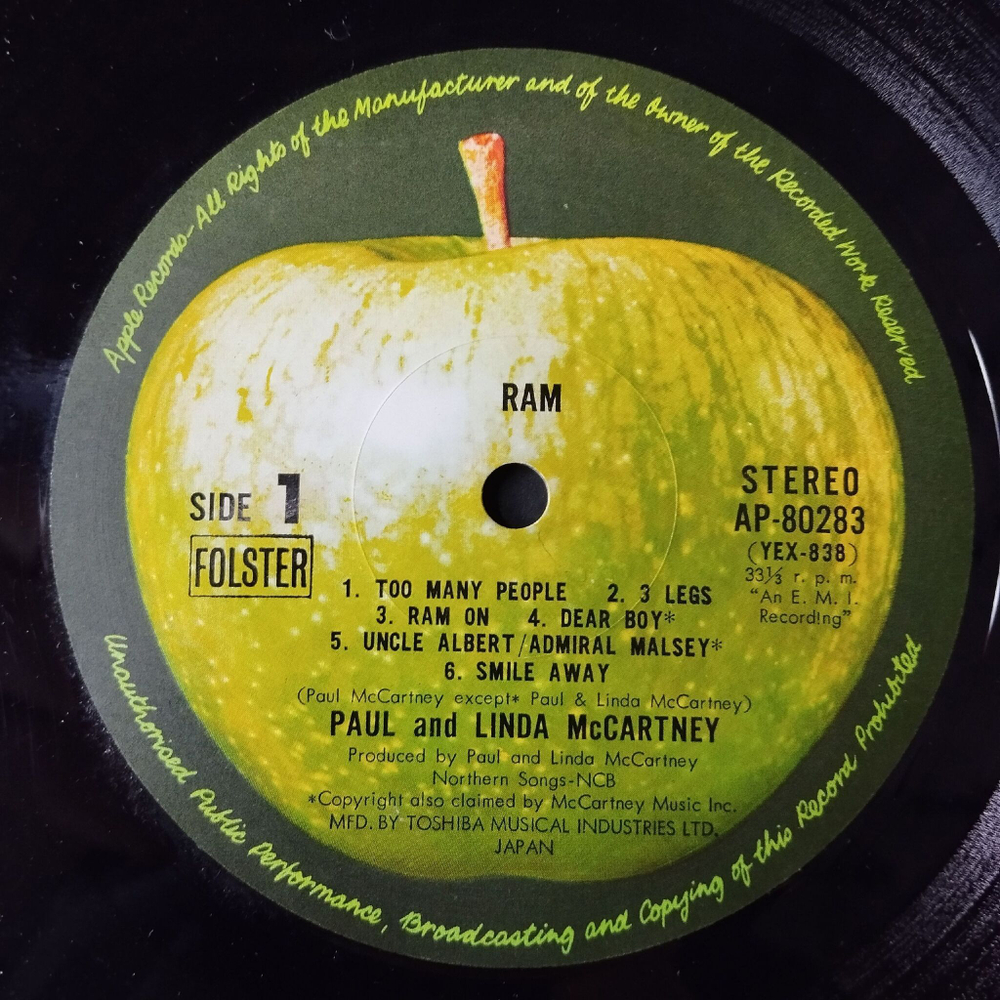 Apple Records-All Rights of the Manufacturer and of the Owner of the Recorded Work Reserved
RAM
SIDE 1
FOLSTER
STEREO
AP-80283
(YEX-838)
33⅓ r. p. m.
"An E. M. I.
Recording"
1. TOO MANY PEOPLE 2. 3 LEGS
3. RAM ON 4. DEAR BOY*
5. UNCLE ALBERT/ADMIRAL MALSEY*
6. SMILE AWAY
(Paul McCartney except* Paul & Linda McCartney)
PAUL and LINDA McCARTNEY
Produced by Paul and Linda McCartney
Northern Songs-NCB
*Copyright also claimed by McCartney Music Inc.
MFD. BY TOSHIBA MUSICAL INDUSTRIES LTD.
JAPAN
Unauthorised Public Performance, Broadcasting and Copying of this Record Prohibited